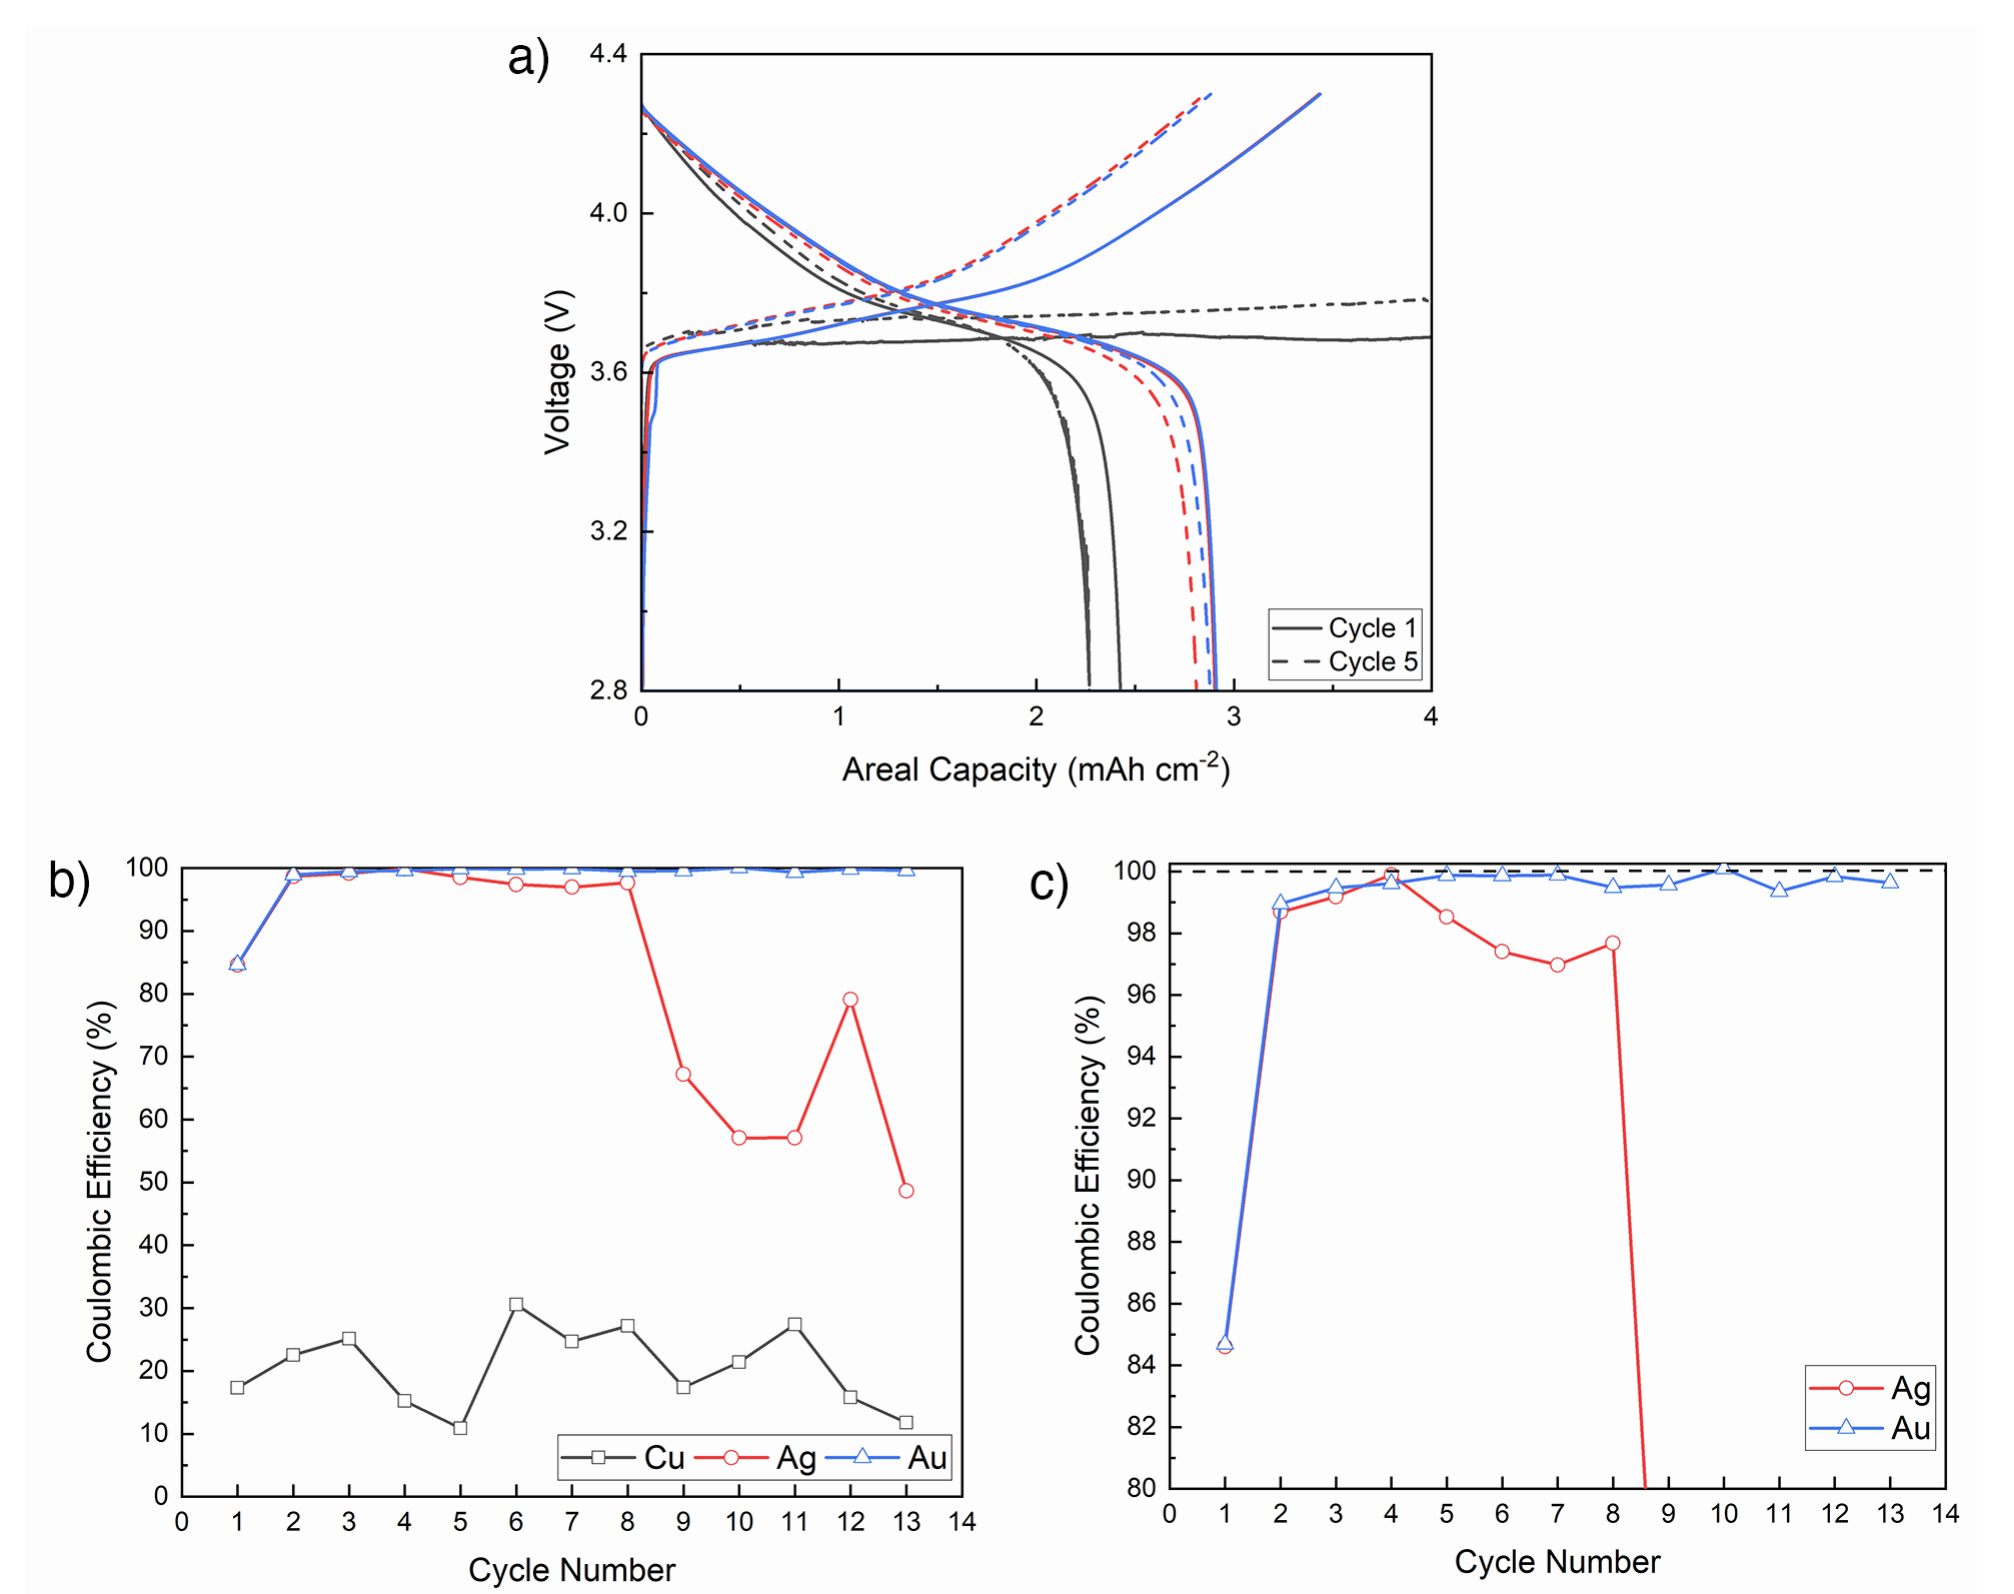 a)
4.4
4.0
3.6
3.2
2.8
Voltage (V)
Cycle 1
Cycle 5
0 1 2 3 4
Areal Capacity (mAh cm-2)
b)
100
90
80
70
60
50
40
30
20
10
0
Coulombic Efficiency (%)
Cu Ag Au
0 1 2 3 4 5 6 7 8 9 10 11 12 13 14
Cycle Number
c)
100
98
96
94
92
90
88
86
84
82
80
Coulombic Efficiency (%)
Ag
Au
0 1 2 3 4 5 6 7 8 9 10 11 12 13 14
Cycle Number